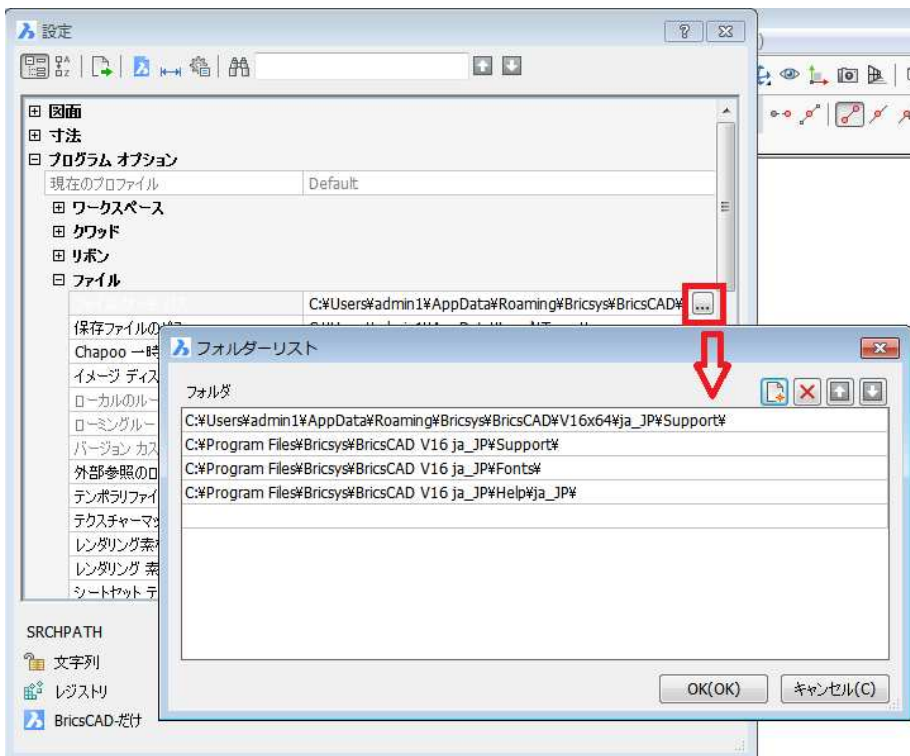 設定
図面
寸法
プログラム オプション
現在のプロファイル Default
ワークスペース
クワッド
リボン
ファイル
C:¥Users¥admin1¥AppData¥Roaming¥Bricsys¥BricsCAD¥ ...
保存ファイルのパス
Chapoo 一時
イメージ ディス
ローカルのルー
ローミングルー
バージョン カス
外部参照のロ
テンポラリファイ
テクスチャーマッ
レンダリング素材
レンダリング 素
シートセット テ
フォルダーリスト
フォルダ
C:¥Users¥admin1¥AppData¥Roaming¥Bricsys¥BricsCAD¥V16x64¥ja_JP¥Support¥
C:¥Program Files¥Bricsys¥BricsCAD V16 ja_JP¥Support¥
C:¥Program Files¥Bricsys¥BricsCAD V16 ja_JP¥Fonts¥
C:¥Program Files¥Bricsys¥BricsCAD V16 ja_JP¥Help¥ja_JP¥
OK(OK) キャンセル(C)
SRCHPATH
文字列
レジストリ
BricsCAD-だけ